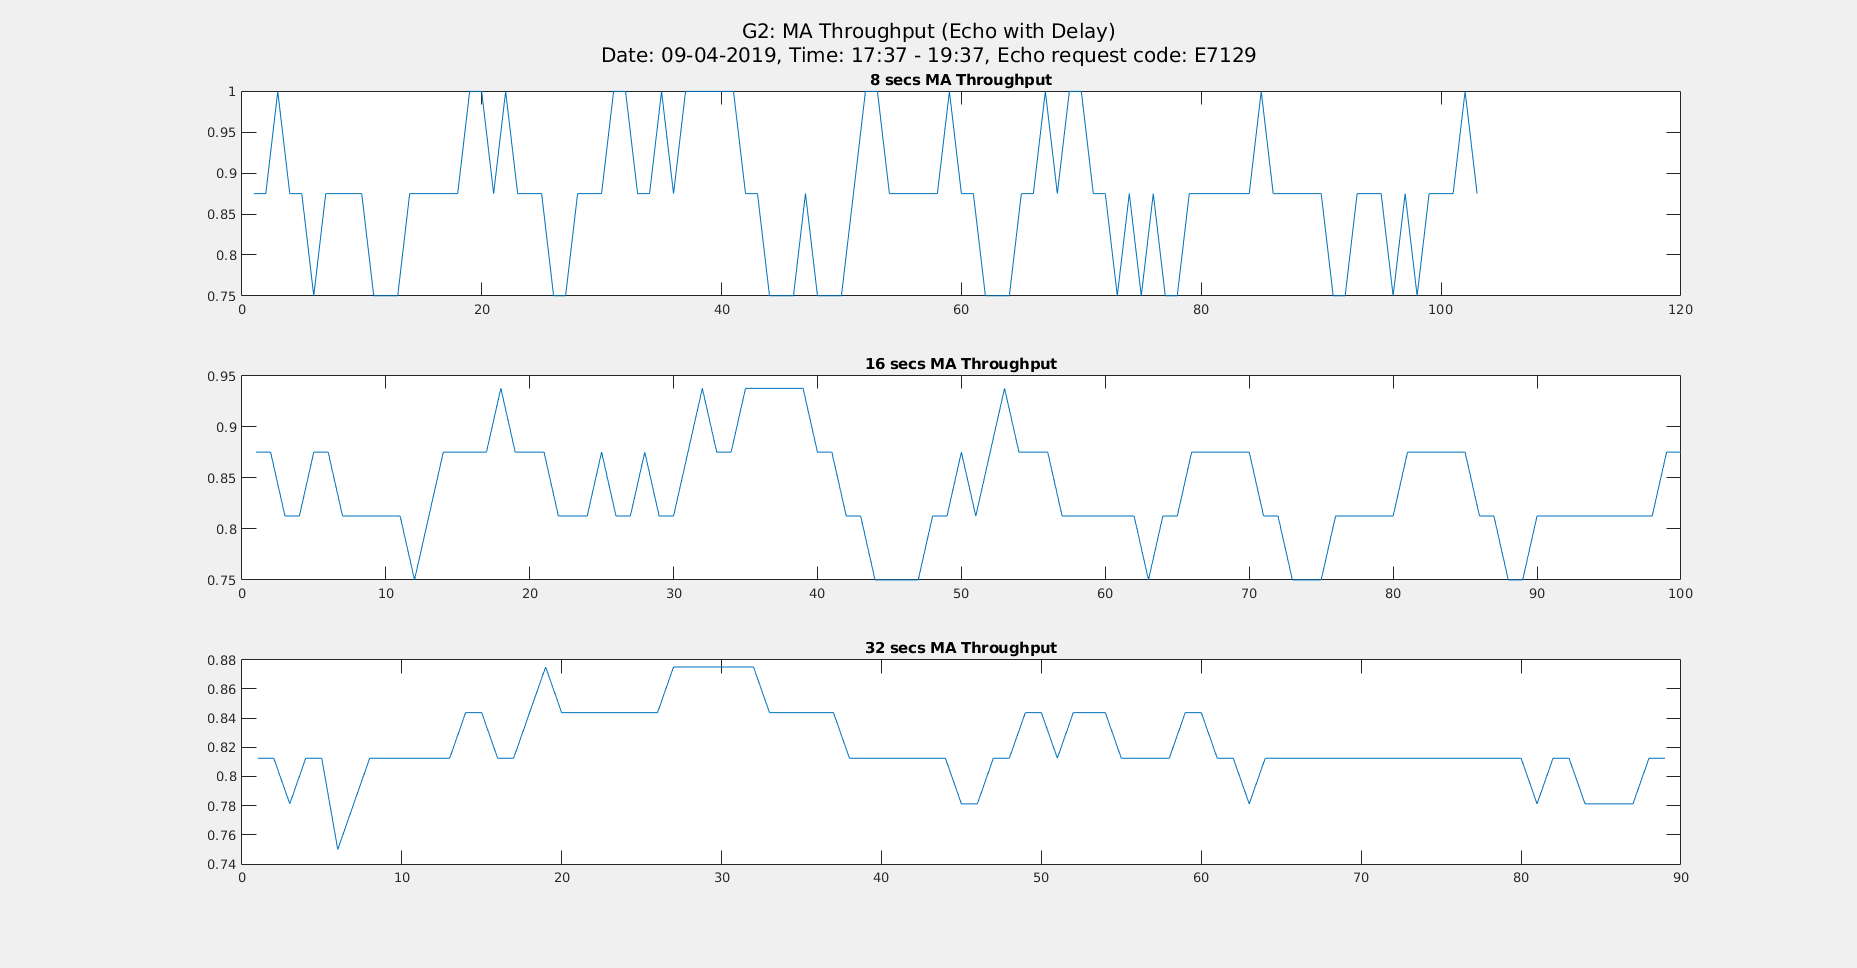 G2: MA Throughput (Echo with Delay)
Date: 09-04-2019, Time: 17:37 - 19:37, Echo request code: E7129
8 secs MA Throughput
1
0.95
0.9
0.85
0.8
0.75
0 20 40 60 80 100 120
16 secs MA Throughput
0.95
0.9
0.85
0.8
0.75
0 10 20 30 40 50 60 70 80 90 100
32 secs MA Throughput
0.88
0.86
0.84
0.82
0.8
0.78
0.76
0.74
0 10 20 30 40 50 60 70 80 90